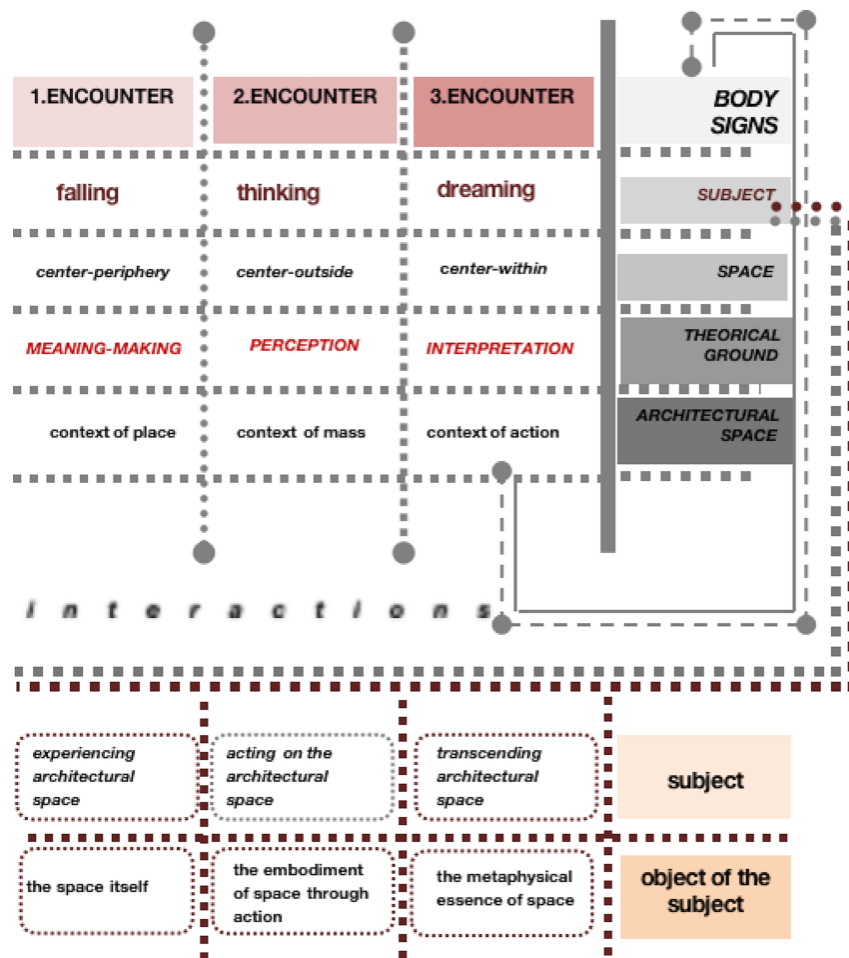 1.ENCOUNTER
2.ENCOUNTER
3.ENCOUNTER
BODY
SIGNS
falling
thinking
dreaming
SUBJECT
center-periphery
center-outside
center-within
SPACE
MEANING-MAKING
PERCEPTION
INTERPRETATION
THEORICAL
GROUND
context of place
context of mass
context of action
ARCHITECTURAL
SPACE
interactions
experiencing
architectural
space
acting on the
architectural
space
transcending
architectural
space
subject
the space itself
the embodiment
of space through
action
the metaphysical
essence of space
object of the
subject